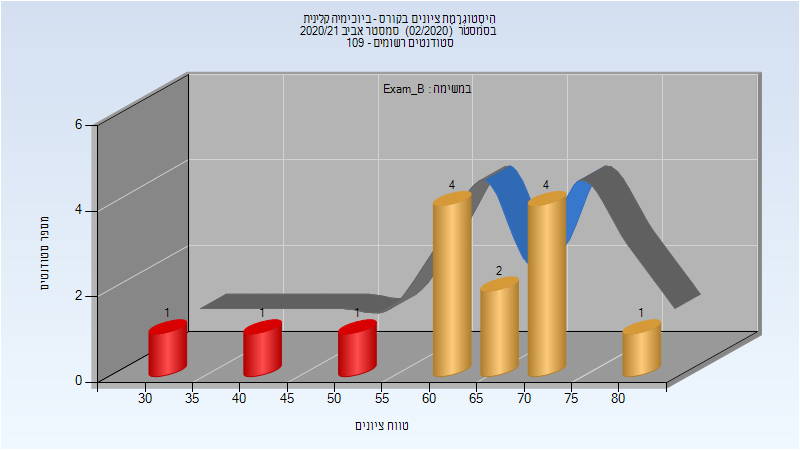 היסטוגרמת ציונים בקורס - ביוכימיה קלינית
בסמסטר (02/2020) סמסטר אביב 2020/21
סטודנטים רשומים - 109
במשימה : Exam_B
מספר סטודנטים
6
4
2
0
1
1
1
4
2
4
1
30 35 40 45 50 55 60 65 70 75 80
טווח ציונים